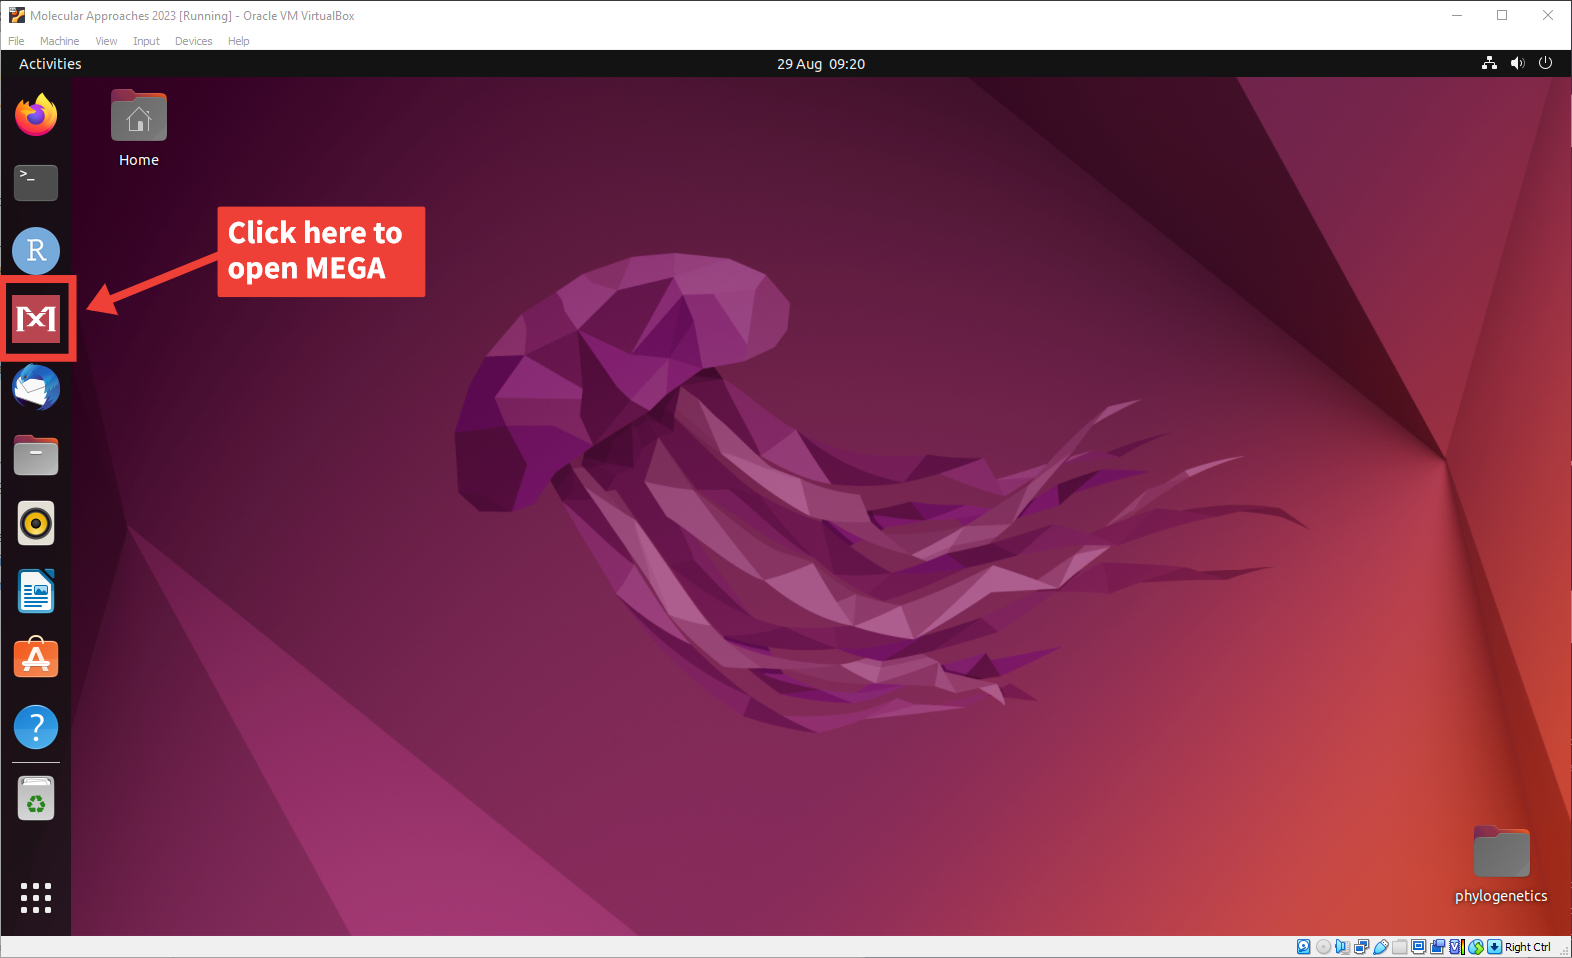 Molecular Approaches 2023 [Running] - Oracle VM VirtualBox
File Machine View Input Devices Help
Activities
29 Aug 09:20
Home
>_
R
Click here to
open MEGA
M
?
phylogenetics
Right Ctrl